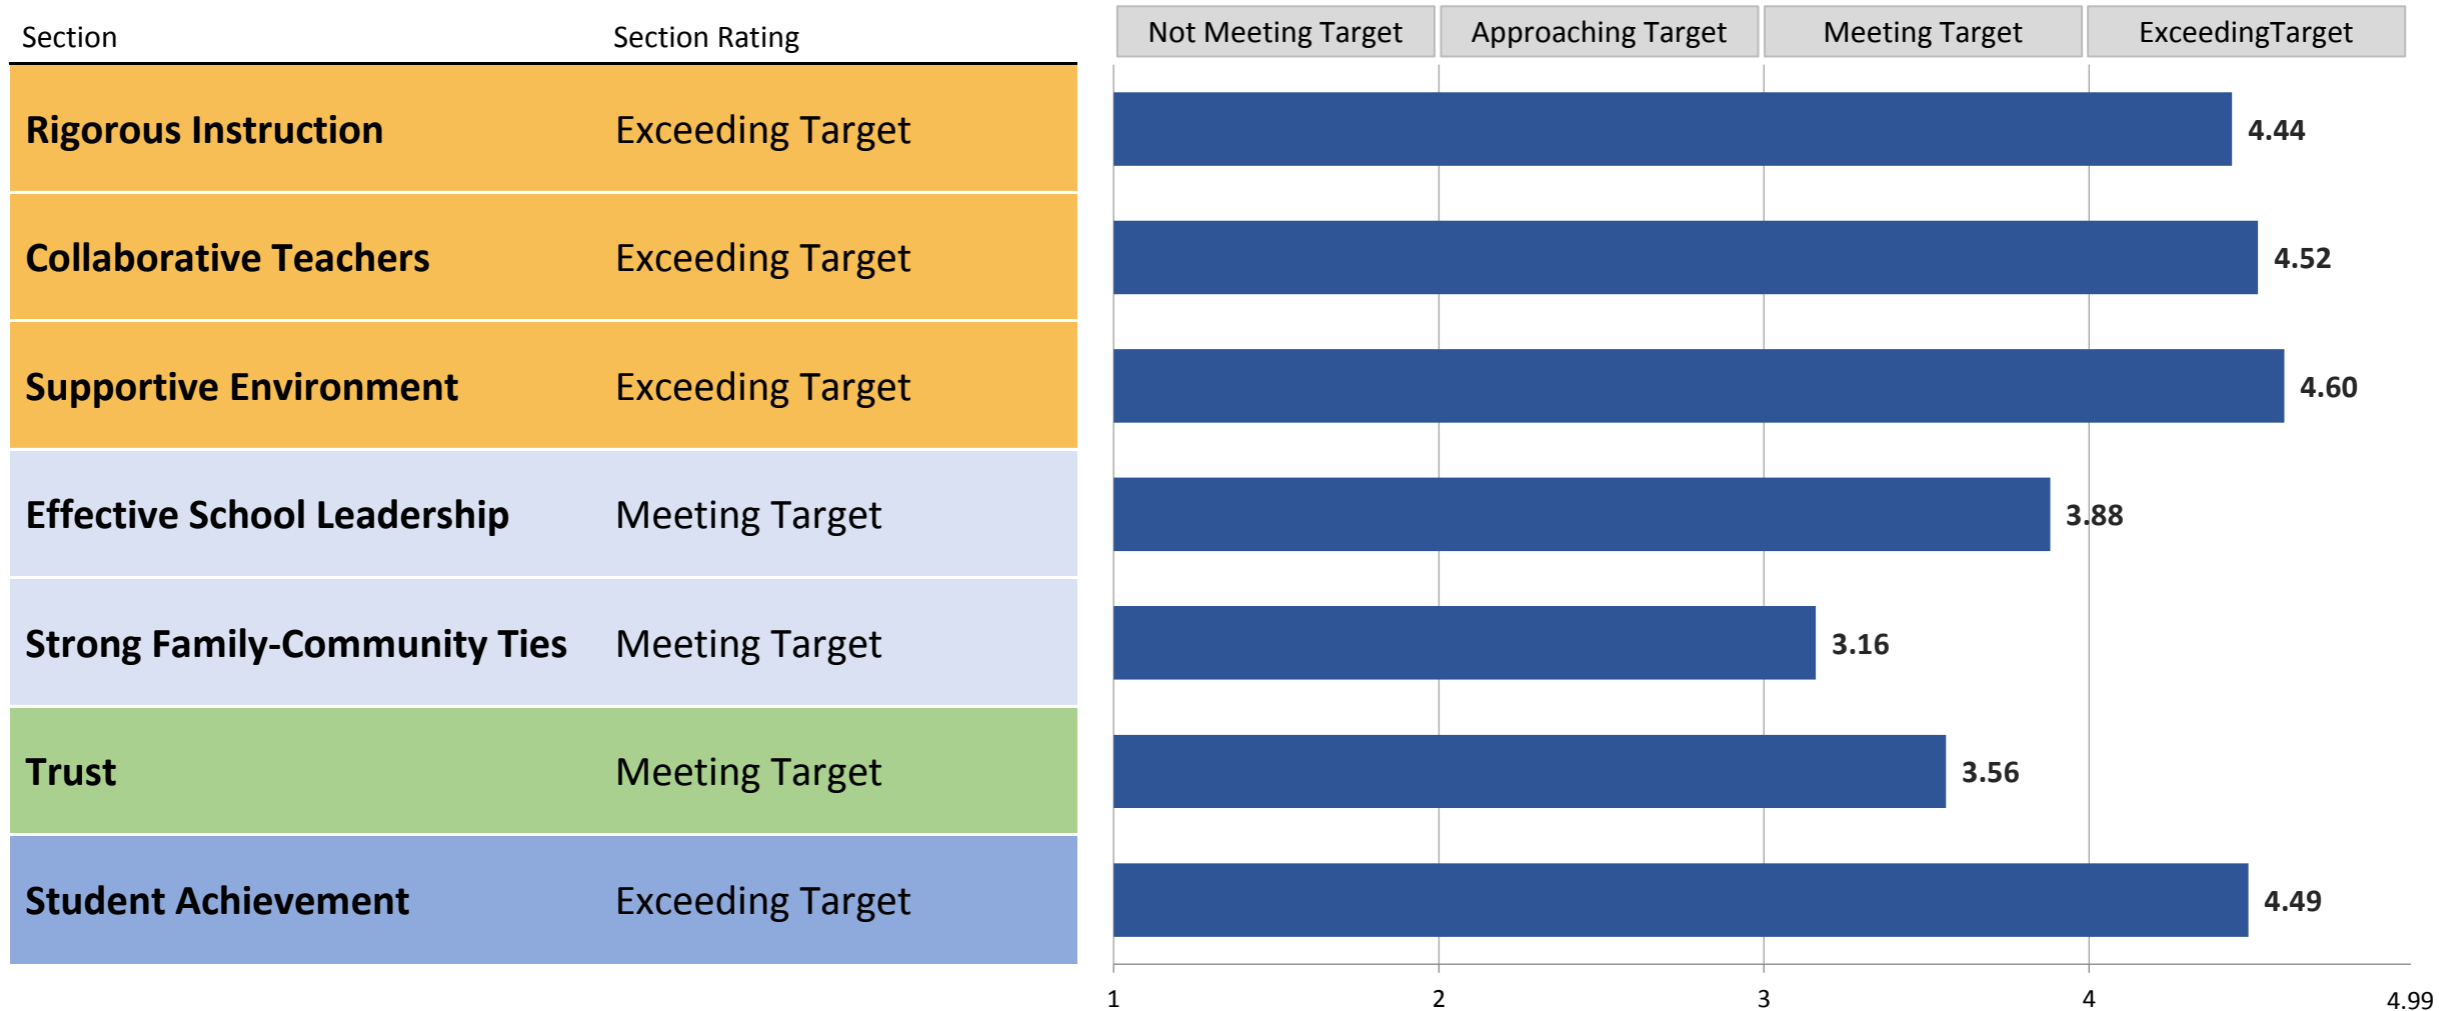 Section Section Rating Not Meeting Target Approaching Target Meeting Target ExceedingTarget
Rigorous Instruction Exceeding Target 4.44
Collaborative Teachers Exceeding Target 4.52
Supportive Environment Exceeding Target 4.60
Effective School Leadership Meeting Target 3.88
Strong Family-Community Ties Meeting Target 3.16
Trust Meeting Target 3.56
Student Achievement Exceeding Target 4.49
1 2 3 4 4.99